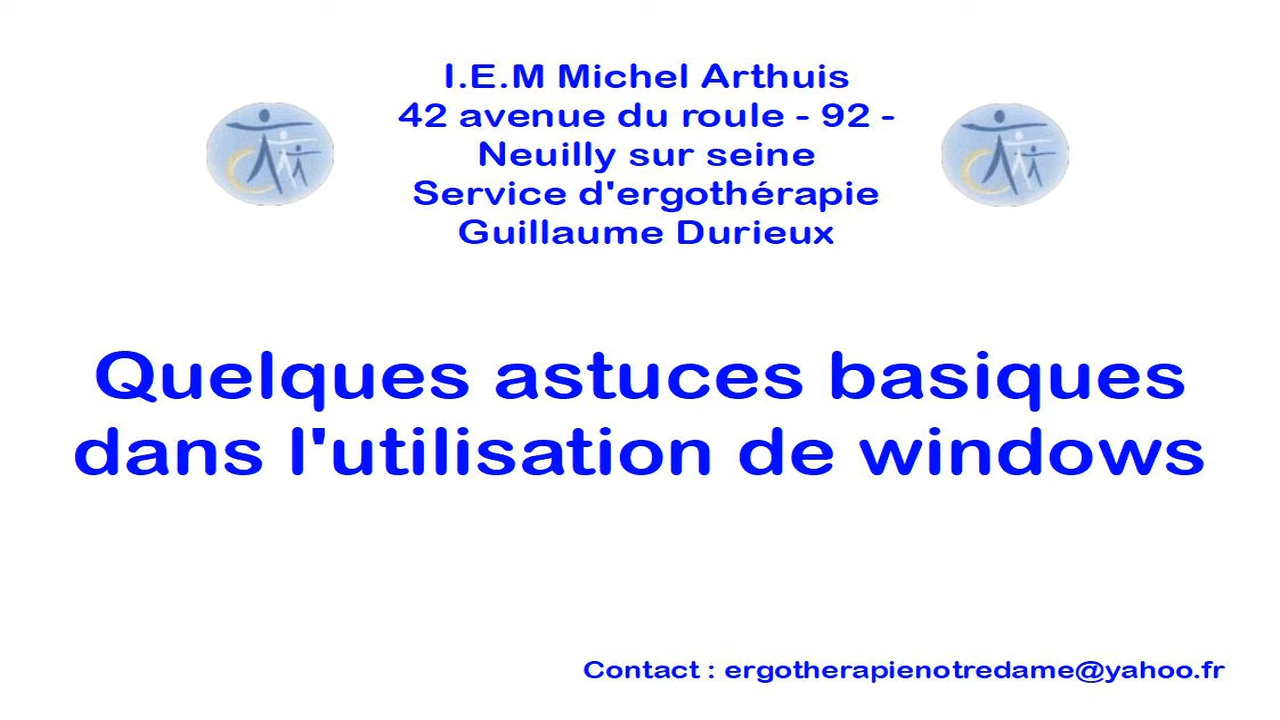 I.E.M Michel Arthuis
42 avenue du roule - 92 -
Neuilly sur seine
Service d'ergothérapie
Guillaume Durieux
Quelques astuces basiques
dans l'utilisation de windows
Contact : ergotherapienotredame@yahoo.fr